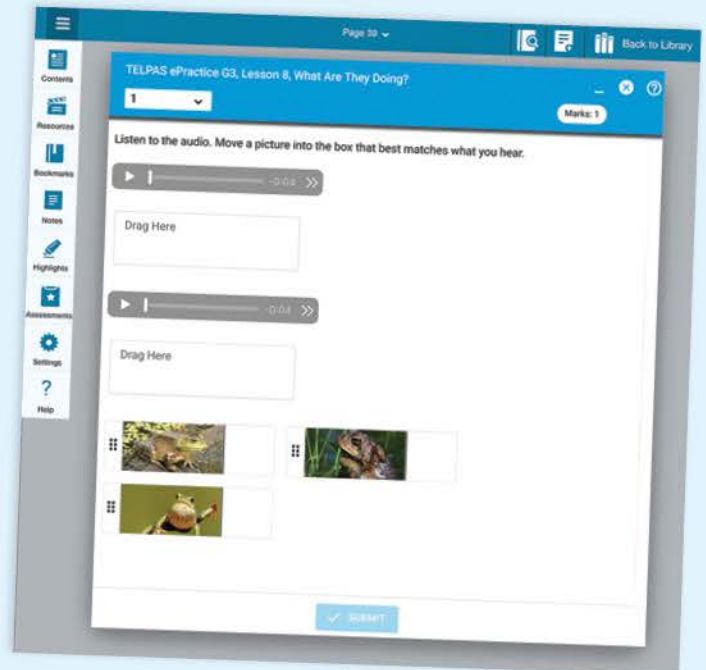 Page 39
Back to Library
Contents
Resources
Bookmarks
Notes
Highlights
Assessments
Settings
Help
TELPAS ePractice G3, Lesson 8, What Are They Doing?
1
Marks: 1
Listen to the audio. Move a picture into the box that best matches what you hear.
-0:04
Drag Here
-0:04
Drag Here
SUBMIT